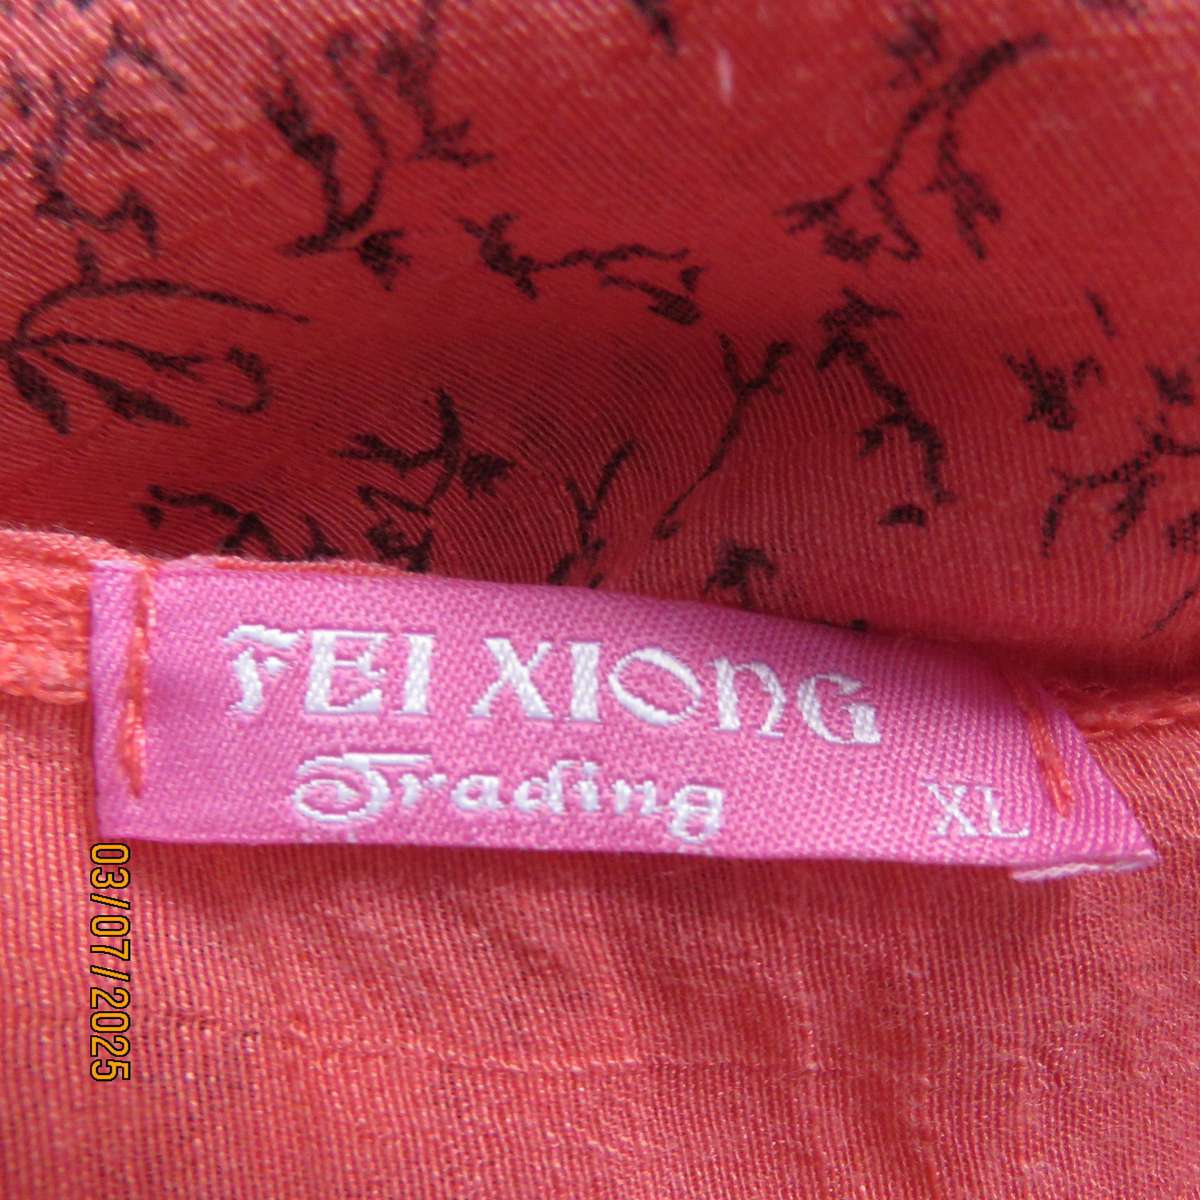 FEI XIONG
Trading
XL
03/07/2025